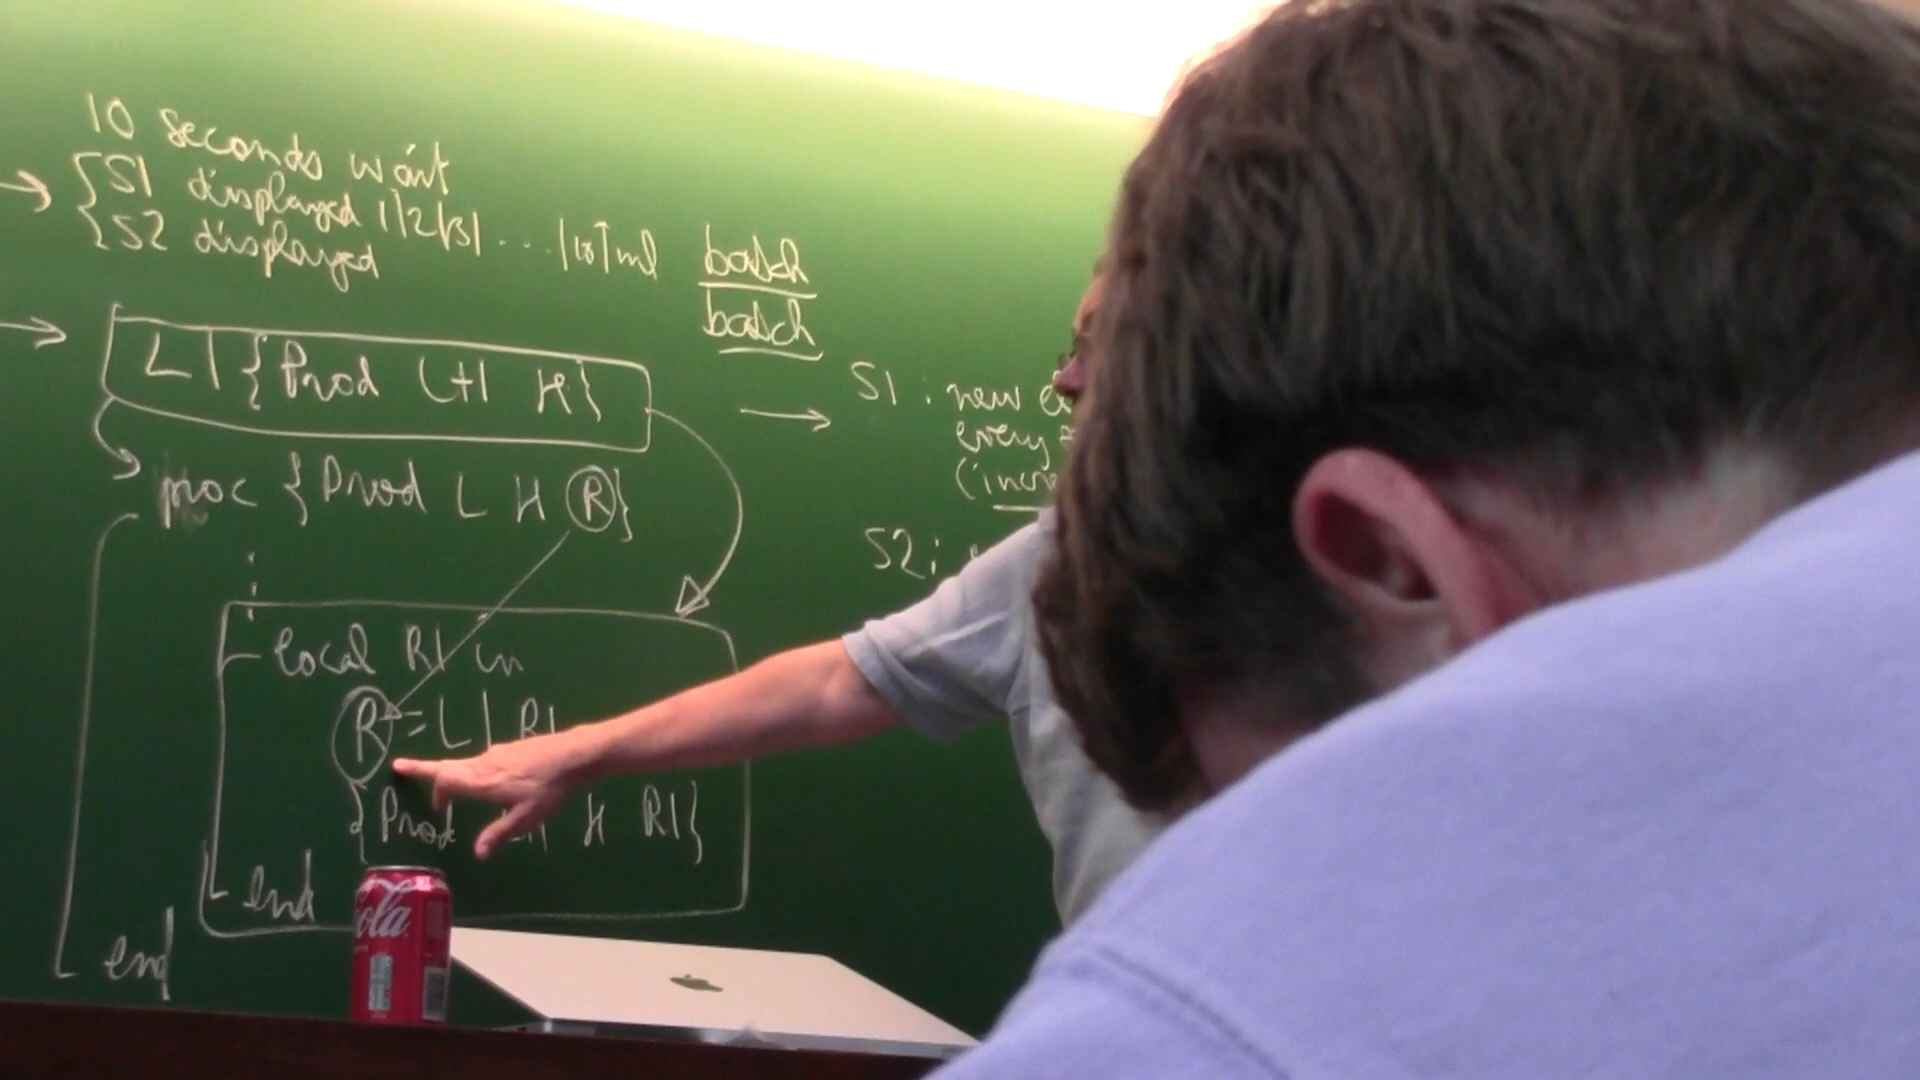 10 seconds wait
→ {S1 displayed 1|2|3| ... |10|nil
{S2 displayed
batch
batch
→ L|{Prod L+1 H}
proc {Prod L H R}
⋮
local R1 in
R = L | R1
{Prod H R1}
end
end
→ S1 : new
every
(incre
S2 :
Cola